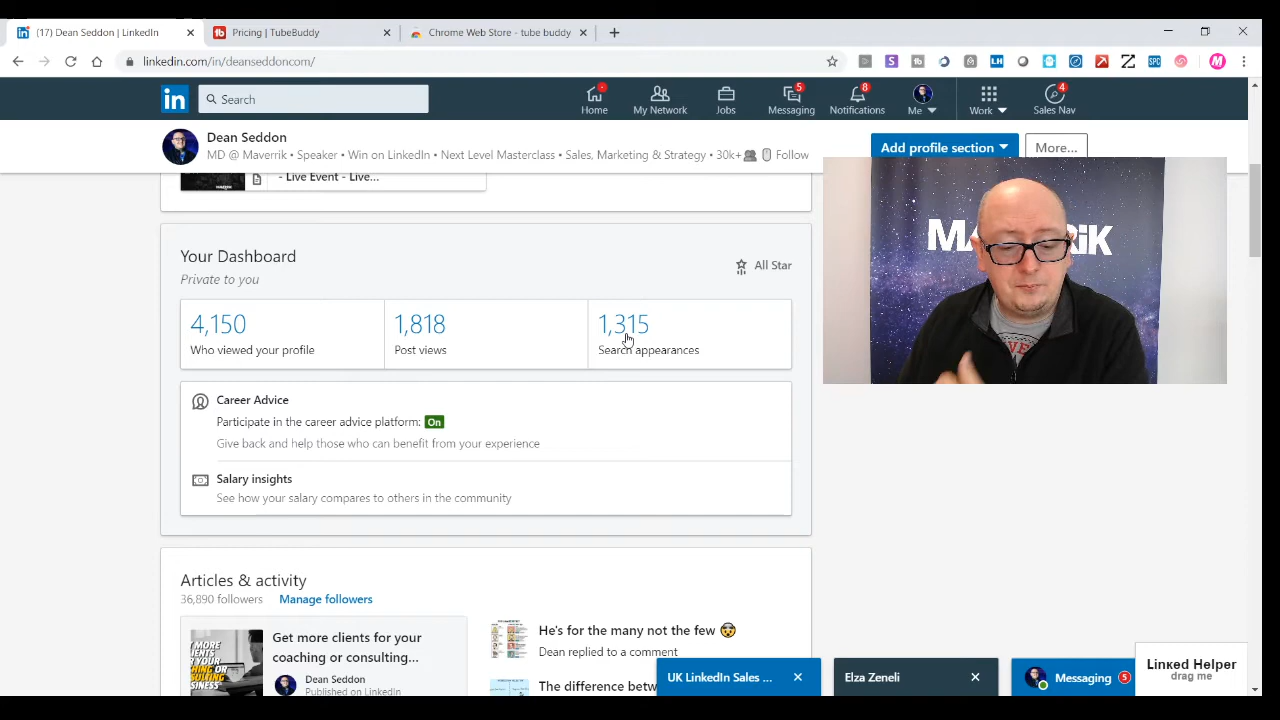 (17) Dean Seddon | LinkedIn
Pricing | TubeBuddy
Chrome Web Store - tube buddy
linkedin.com/in/deanseddoncom/
S
LH
SPC
M
in
Search
Home
My Network
Jobs
5
Messaging
8
Notifications
Me
Work
4
Sales Nav
Dean Seddon
MD @ Maverrik • Speaker • Win on LinkedIn • Next Level Masterclass • Sales, Marketing & Strategy • 30k+ Follow
Add profile section
More...
- Live Event - Live...
Your Dashboard
Private to you
All Star
4,150
Who viewed your profile
1,818
Post views
1,315
Search appearances
Career Advice
Participate in the career advice platform: On
Give back and help those who can benefit from your experience
Salary insights
See how your salary compares to others in the community
Articles & activity
36,890 followers
Manage followers
Get more clients for your
coaching or consulting...
Dean Seddon
Published on LinkedIn
He's for the many not the few
Dean replied to a comment
The difference betw
UK LinkedIn Sales ...
Elza Zeneli
Messaging 5
Linked Helper
drag me